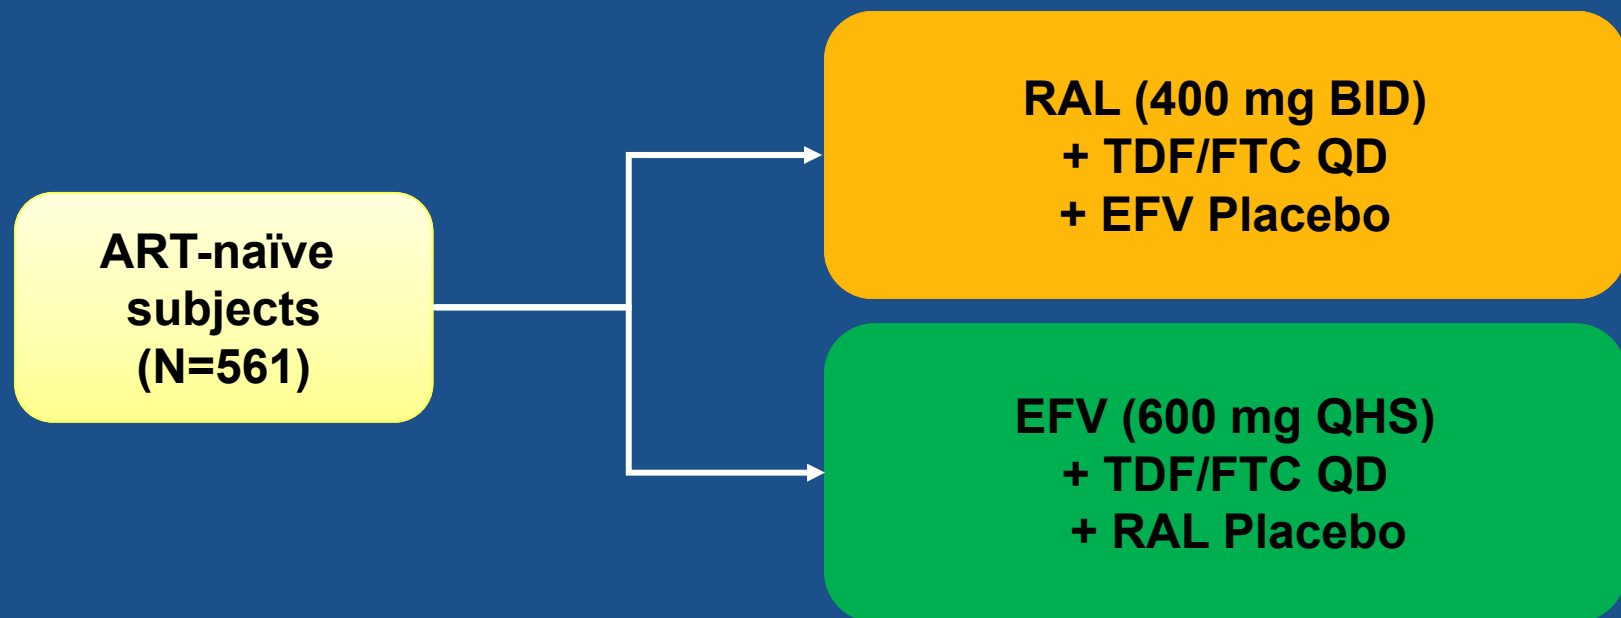 ART-naïve
subjects
(N=561)
RAL (400 mg BID)
+ TDF/FTC QD
+ EFV Placebo
EFV (600 mg QHS)
+ TDF/FTC QD
+ RAL Placebo